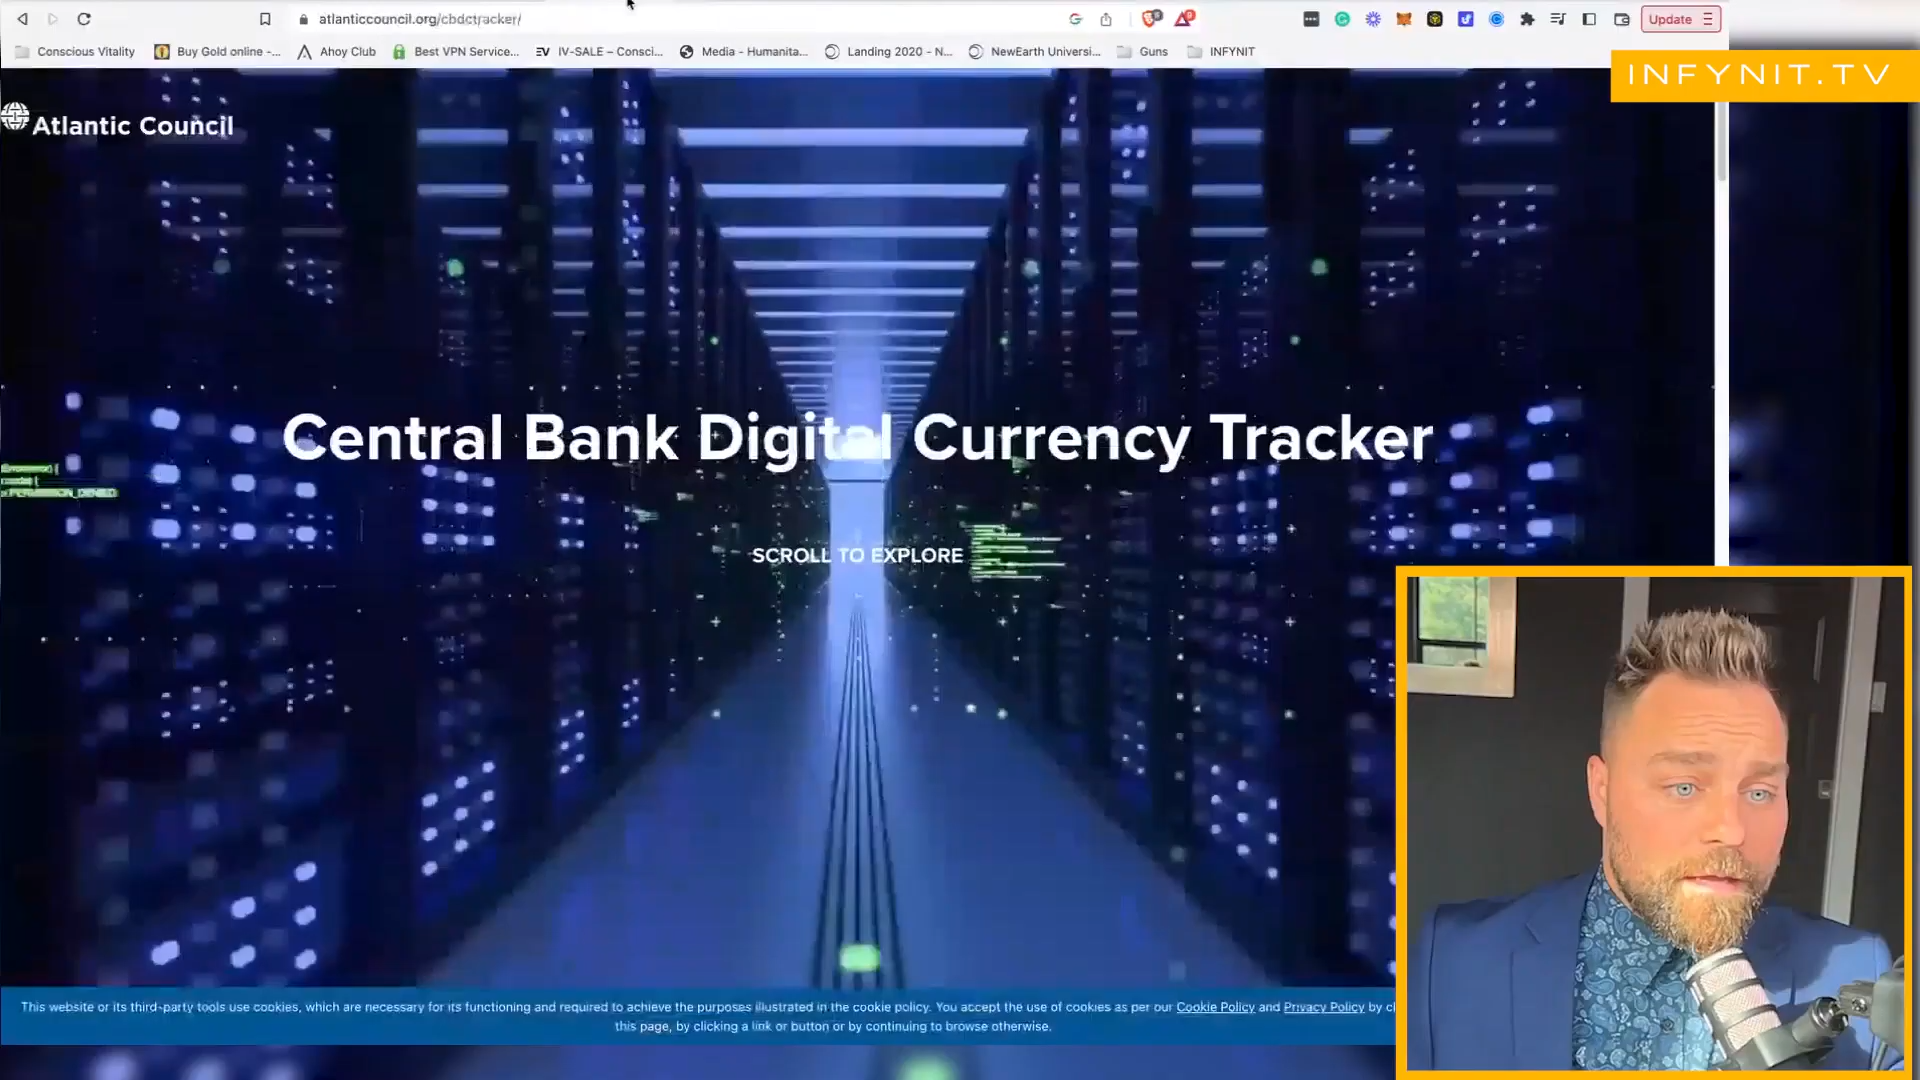 atlanticcouncil.org/cbdctracker/
Update
Conscious Vitality
Buy Gold online -...
Ahoy Club
Best VPN Service...
IV-SALE – Consci...
Media - Humanita...
Landing 2020 - N...
NewEarth Universi...
Guns
INFYNIT
INFYNIT.TV
Atlantic Council
Central Bank Digital Currency Tracker
SCROLL TO EXPLORE
This website or its third-party tools use cookies, which are necessary for its functioning and required to achieve the purposes illustrated in the cookie policy. You accept the use of cookies as per our Cookie Policy and Privacy Policy by cl
this page, by clicking a link or button or by continuing to browse otherwise.